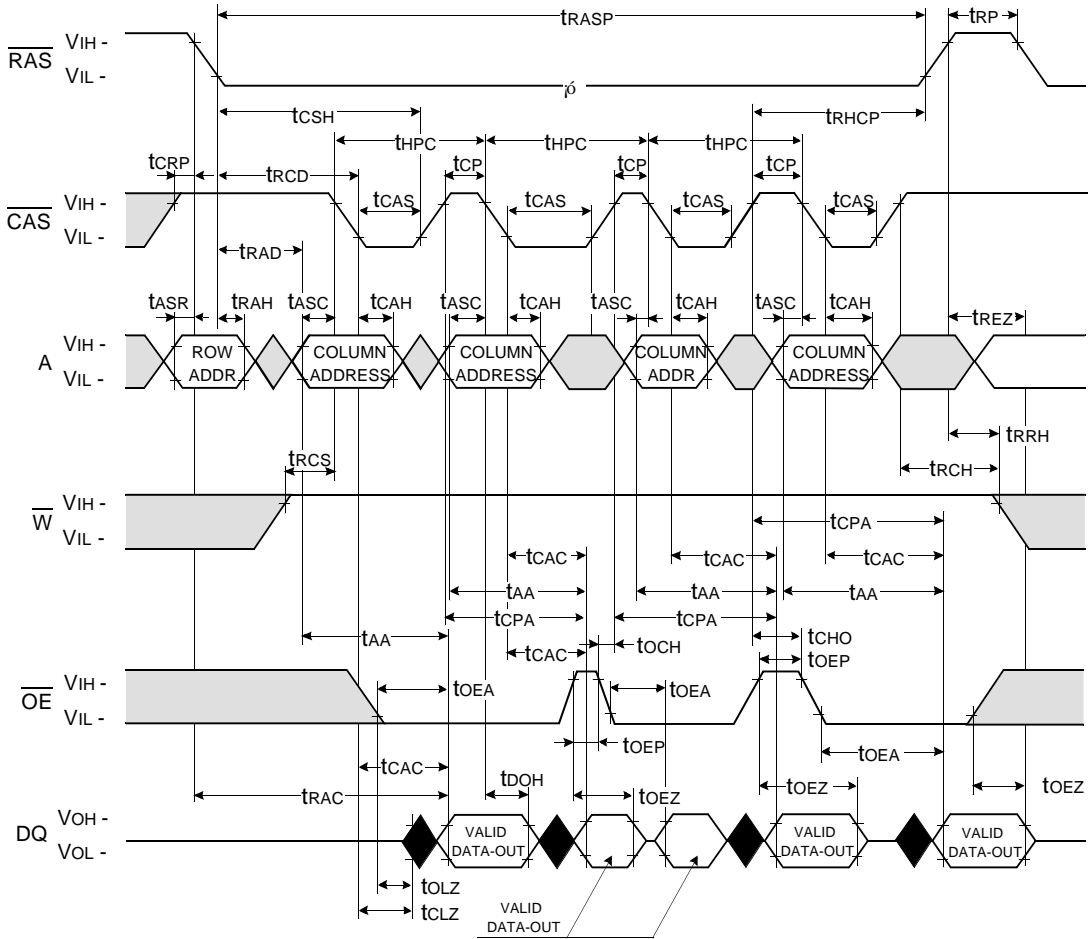 tRASP
tRP
RAS
VIH -
VIL -
ó
tCSH
tRHCP
tHPC
tHPC
tHPC
tCRP
tRCD
tCP
tCP
tCP
CAS
VIH -
VIL -
tCAS
tCAS
tCAS
tCAS
tRAD
tASR
tRAH
tASC
tCAH
tASC
tCAH
tASC
tCAH
tASC
tCAH
tREZ
A
VIH -
VIL -
ROW
ADDR
COLUMN
ADDRESS
COLUMN
ADDRESS
COLUMN
ADDR
COLUMN
ADDRESS
tRRH
tRCS
tRCH
W
VIH -
VIL -
tCPA
tCAC
tCAC
tCAC
tAA
tAA
tAA
tCPA
tCPA
tAA
tCAC
tOCH
tCHO
tOEP
OE
VIH -
VIL -
tOEA
tOEA
tOEP
tOEA
tCAC
tDOH
tOEZ
tOEZ
tOEZ
tRAC
DQ
VOH -
VOL -
VALID
DATA-OUT
VALID
DATA-OUT
VALID
DATA-OUT
tOLZ
tCLZ
VALID
DATA-OUT